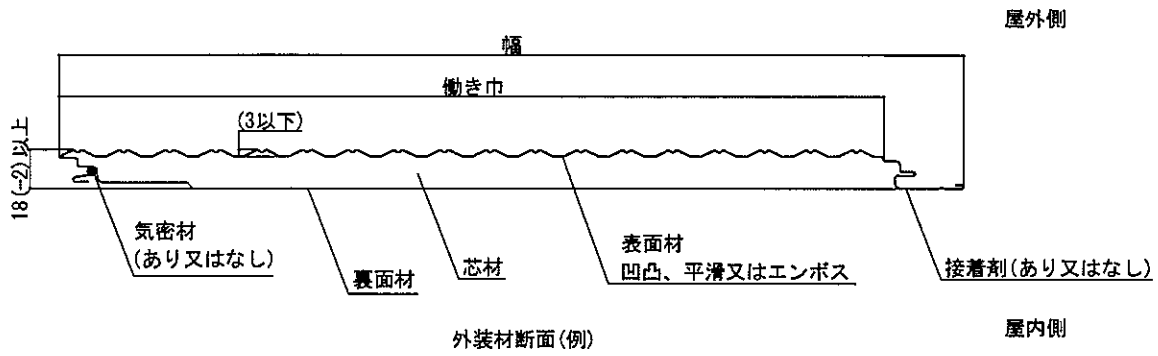 屋外側
幅
働き巾
(3以下)
18(-2)以上
気密材
(あり又はなし)
裏面材
芯材
表面材
凹凸、平滑又はエンボス
接着剤(あり又はなし)
屋内側
外装材断面(例)